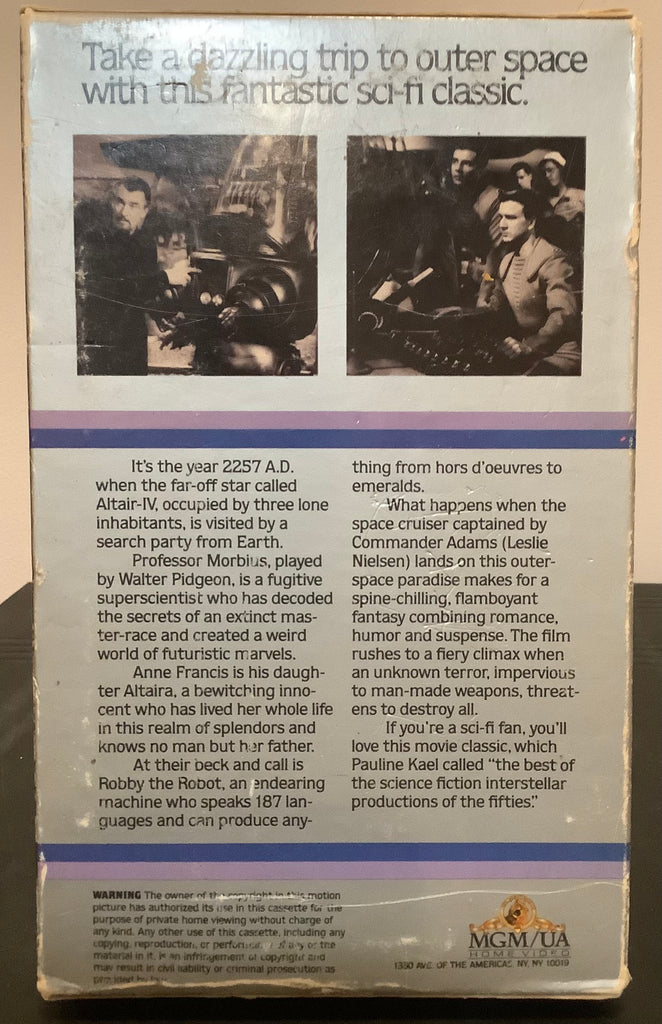 Take a dazzling trip to outer space
with this fantastic sci-fi classic.
It's the year 2257 A.D.
when the far-off star called
Altair-IV, occupied by three lone
inhabitants, is visited by a
search party from Earth.
Professor Morbius, played
by Walter Pidgeon, is a fugitive
superscientist who has decoded
the secrets of an extinct mas-
ter-race and created a weird
world of futuristic marvels.
Anne Francis is his daugh-
ter Altaira, a bewitching inno-
cent who has lived her whole life
in this realm of splendors and
knows no man but her father.
At their beck and call is
Robby the Robot, an endearing
machine who speaks 187 lan-
guages and can produce any-
thing from hors d'oeuvres to
emeralds.
What happens when the
space cruiser captained by
Commander Adams (Leslie
Nielsen) lands on this outer-
space paradise makes for a
spine-chilling, flamboyant
fantasy combining romance,
humor and suspense. The film
rushes to a fiery climax when
an unknown terror, impervious
to man-made weapons, threat-
ens to destroy all.
If you're a sci-fi fan, you'll
love this movie classic, which
Pauline Kael called "the best of
the science fiction interstellar
productions of the fifties."
WARNING The owner of the copyright in this motion
picture has authorized its use in this cassette for the
purpose of private home viewing without charge of
any kind. Any other use of this cassette, including any
copying, reproduction, or performance of any of the
material in it, is an infringement of copyright and
may result in civil liability or criminal prosecution as
provided by law.
MGM/UA
HOME VIDEO
1350 AVE. OF THE AMERICAS, NY, NY 10019